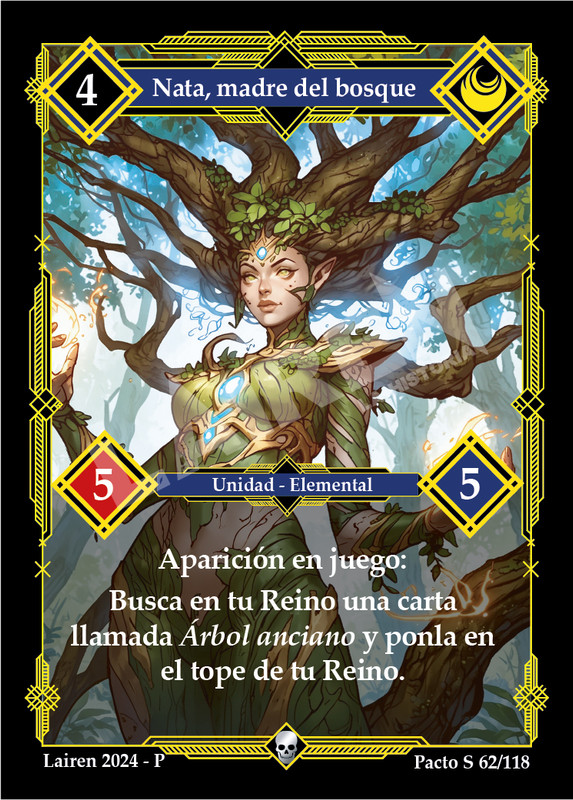 4
Nata, madre del bosque
5
Unidad - Elemental
5
Aparición en juego:
Busca en tu Reino una carta
llamada Árbol anciano y ponla en
el tope de tu Reino.
Lairen 2024 - P
Pacto S 62/118